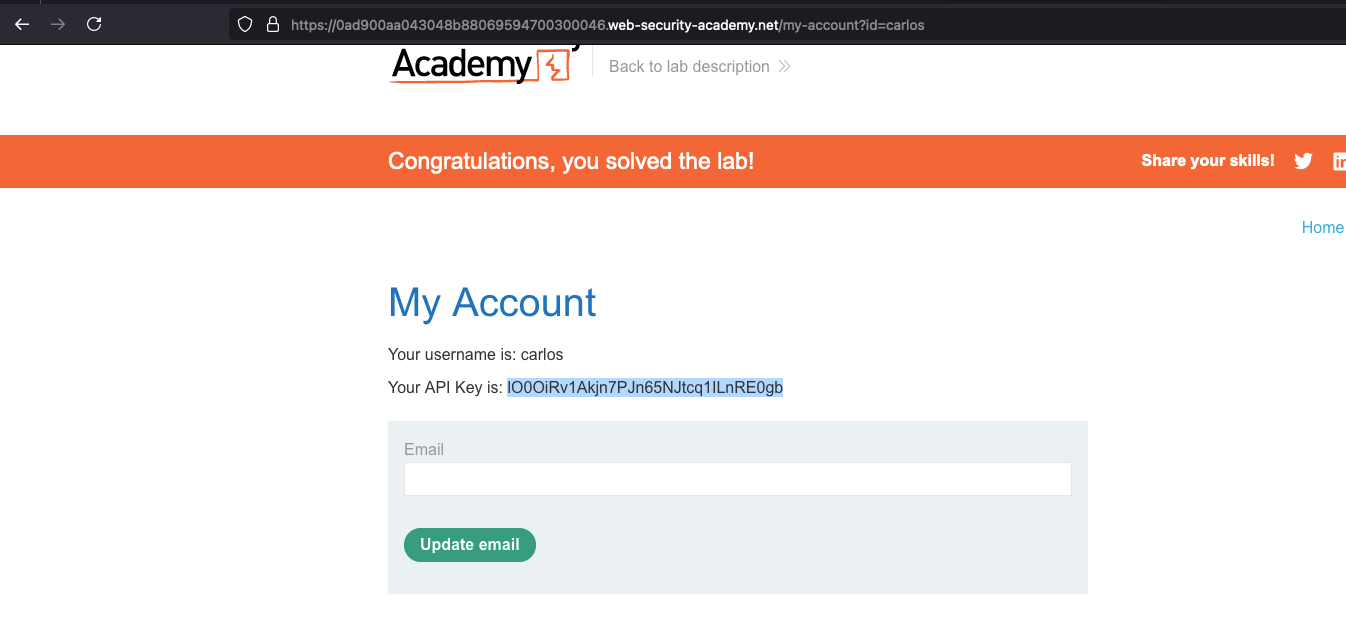 https://0ad900aa043048b88069594700300046.web-security-academy.net/my-account?id=carlos
Academy
Back to lab description
Congratulations, you solved the lab!
Share your skills!
Home
My Account
Your username is: carlos
Your API Key is: lO0OiRv1Akjn7PJn65NJtcq1ILnRE0gb
Email
Update email